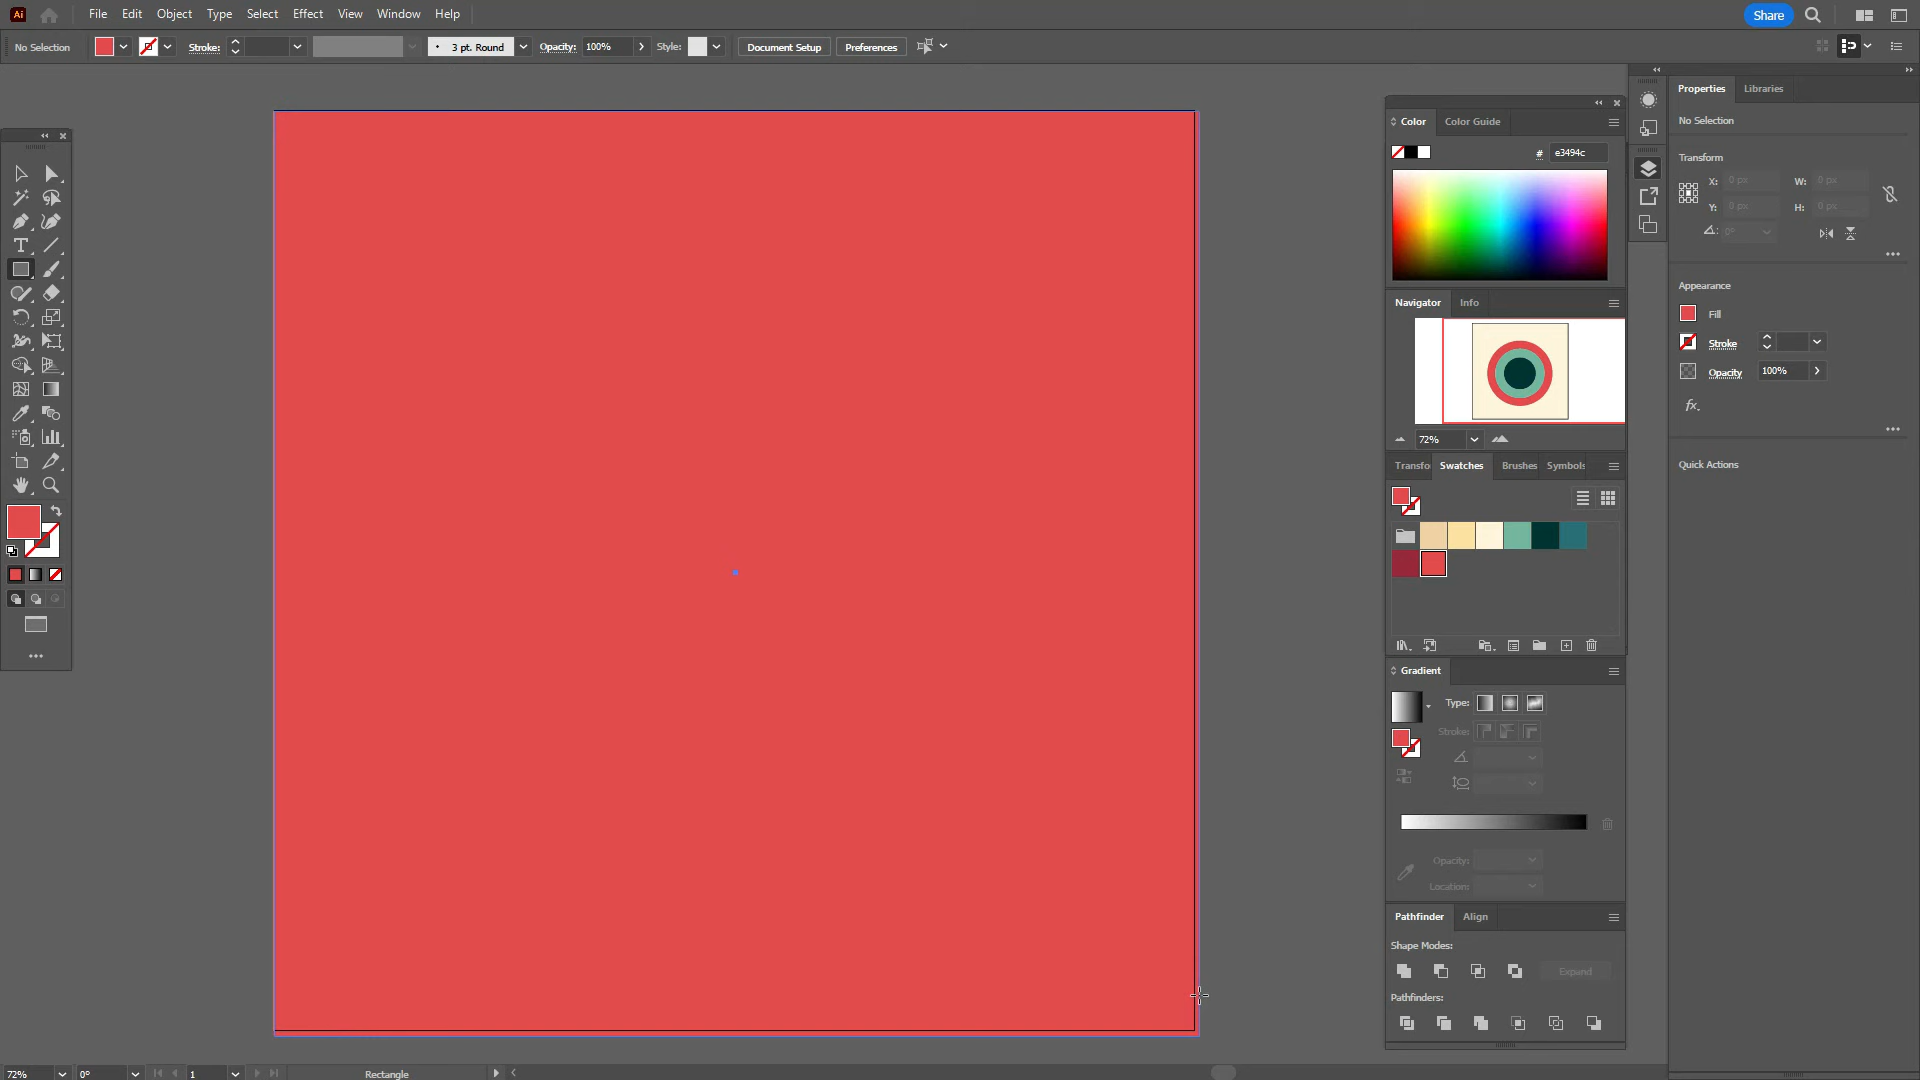 Ai File Edit Object Type Select Effect View Window Help Share
No Selection Stroke: 3 pt. Round Opacity: 100% Style: Document Setup Preferences
Properties Libraries
No Selection
Transform
X: 0 px W: 0 px
Y: 0 px H: 0 px
0°
Appearance
Fill
Stroke
Opacity 100%
fx.
Quick Actions
Color Color Guide
# e3494c
Navigator Info
72%
Transfo Swatches Brushes Symbols
Gradient
Type:
Stroke:
Opacity:
Location:
Pathfinder Align
Shape Modes:
Expand
Pathfinders:
72% 0° 1 Rectangle